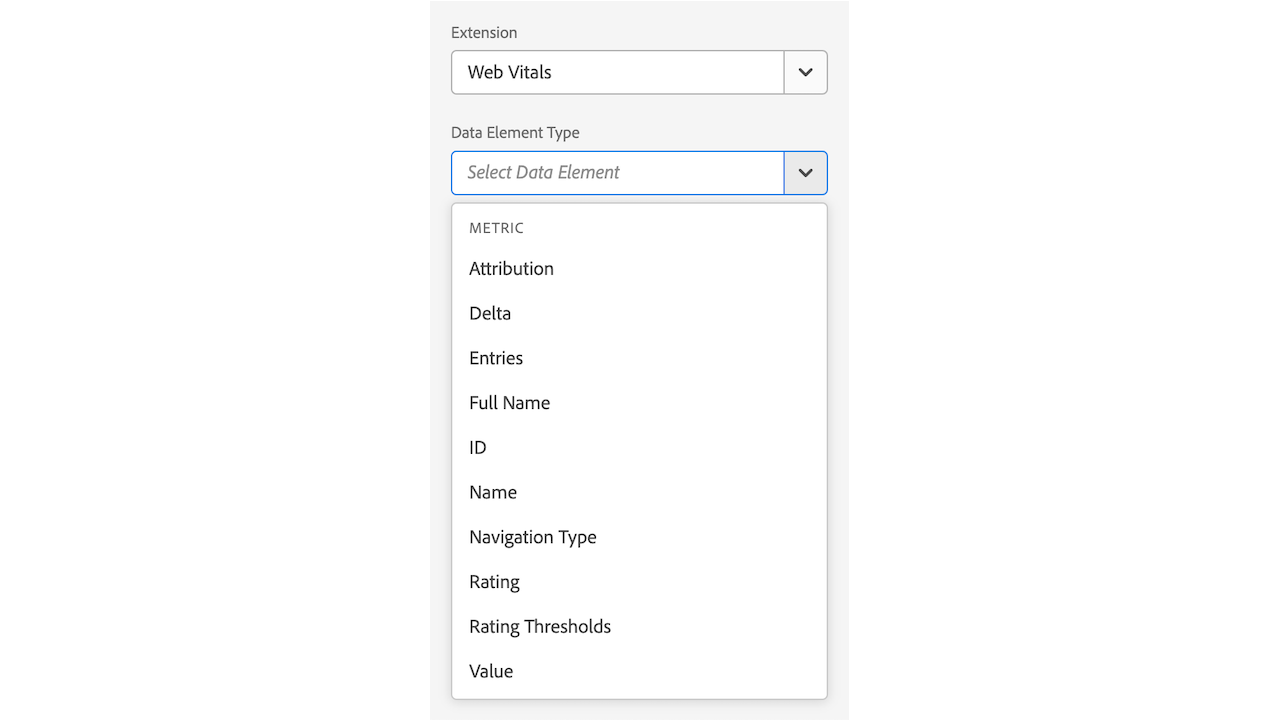 Extension
Web Vitals
Data Element Type
Select Data Element
METRIC
Attribution
Delta
Entries
Full Name
ID
Name
Navigation Type
Rating
Rating Thresholds
Value